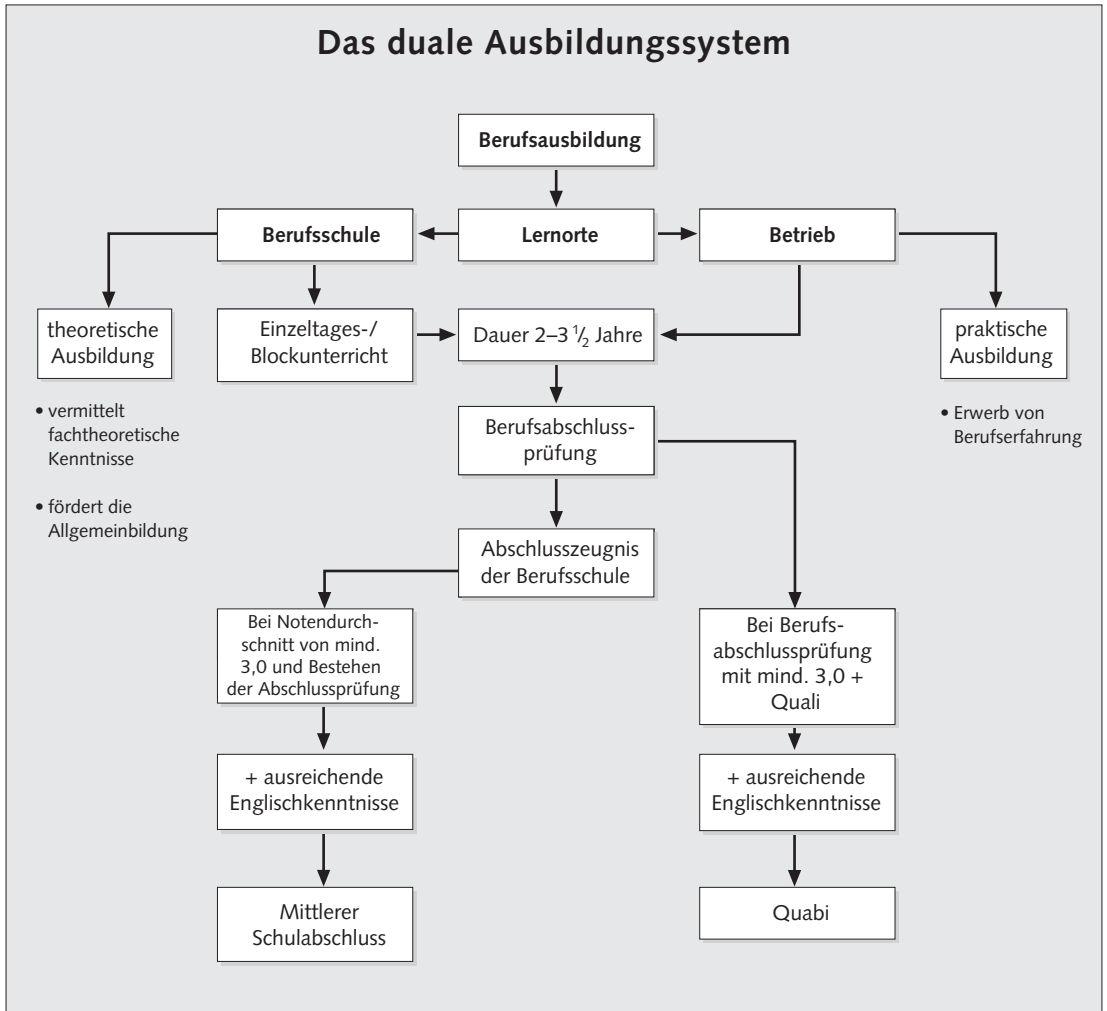 Das duale Ausbildungssystem
Berufsausbildung
Berufsschule
Lernorte
Betrieb
theoretische
Ausbildung
Einzeltages-/
Blockunterricht
Dauer 2–3 1/2 Jahre
praktische
Ausbildung
• vermittelt
fachtheoretische
Kenntnisse
• fördert die
Allgemeinbildung
• Erwerb von
Berufserfahrung
Berufsabschluss-
prüfung
Abschlusszeugnis
der Berufsschule
Bei Notendurch-
schnitt von mind.
3,0 und Bestehen
der Abschlussprüfung
Bei Berufs-
abschlussprüfung
mit mind. 3,0 +
Quali
+ ausreichende
Englischkenntnisse
+ ausreichende
Englischkenntnisse
Mittlerer
Schulabschluss
Quabi